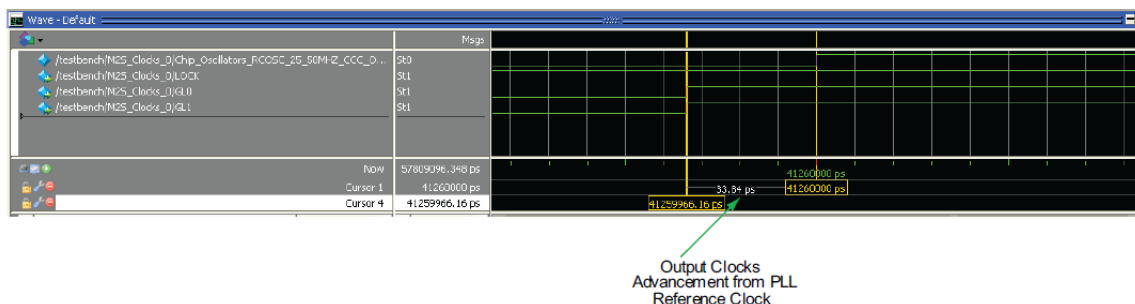 Wave - Default
Msgs
/testbench/M2S_Clocks_0/Chip_Oscillators_RCOSC_25_50MHZ_CCC_O... St0
/testbench/M2S_Clocks_0/LOCK St1
/testbench/M2S_Clocks_0/GL0 St1
/testbench/M2S_Clocks_0/GL1 St1
Now 57809096.348 ps
41260000 ps
Cursor 1 41260000 ps 33.84 ps 41260000 ps
Cursor 4 41259966.16 ps 41259966.16 ps
Output Clocks
Advancement from PLL
Reference Clock